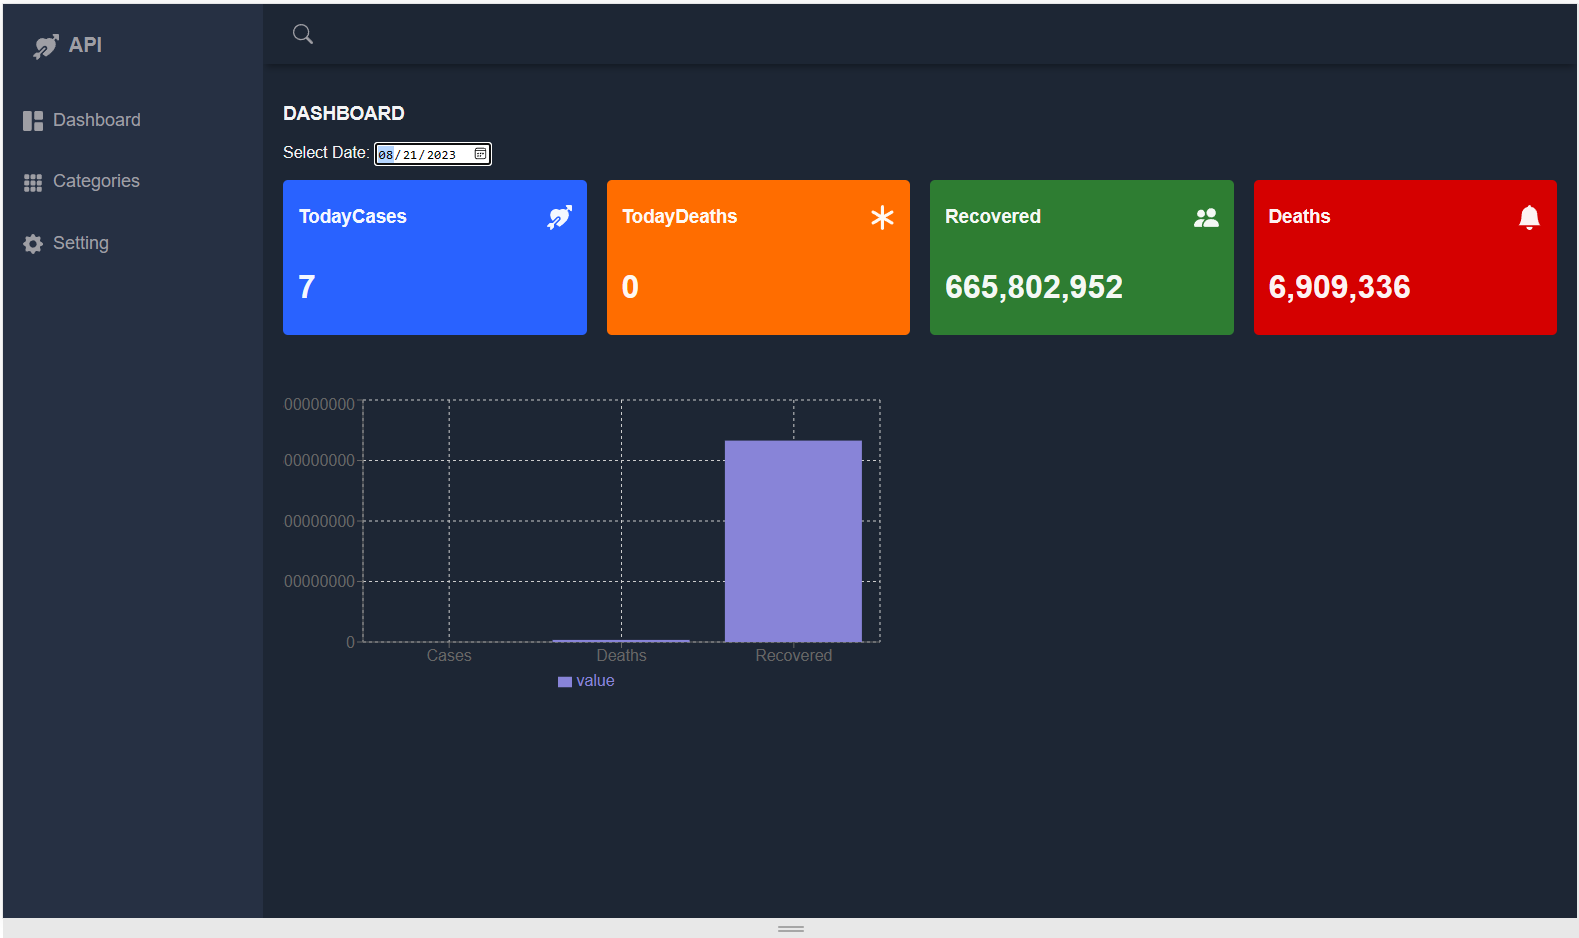 API
Dashboard
Categories
Setting
DASHBOARD
Select Date: 08/21/2023
TodayCases
7
TodayDeaths
0
Recovered
665,802,952
Deaths
6,909,336
00000000
00000000
00000000
00000000
0
Cases Deaths Recovered
value